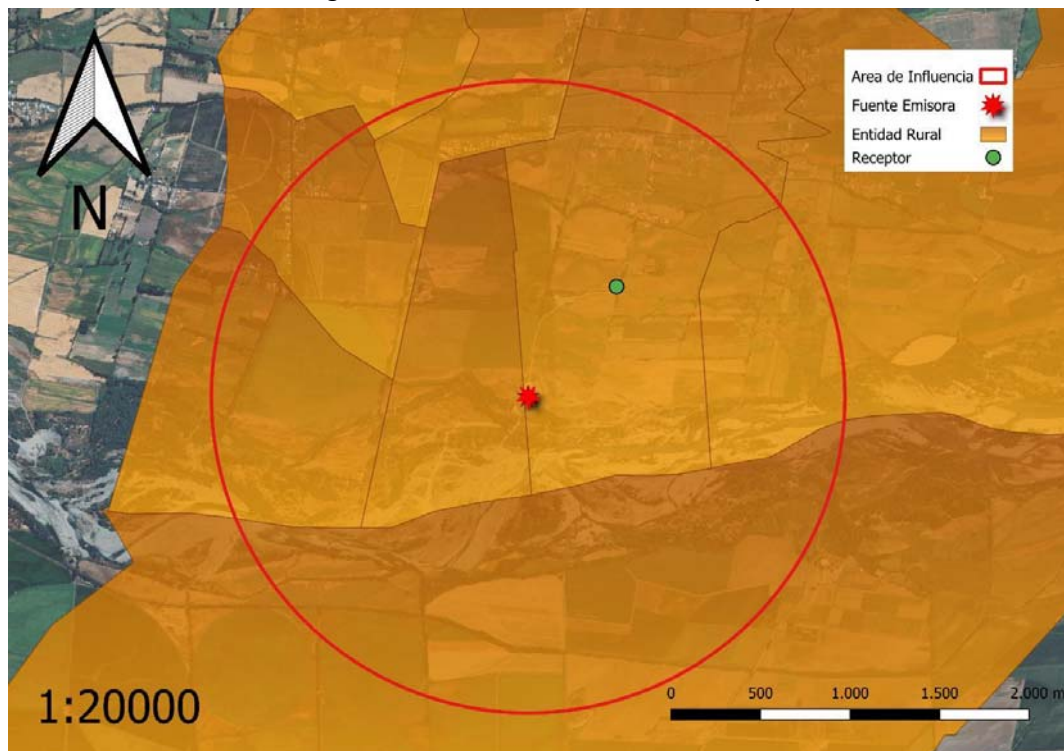 N
Area de Influencia
Fuente Emisora
Entidad Rural
Receptor
1:20000
0 500 1.000 1.500 2.000 m